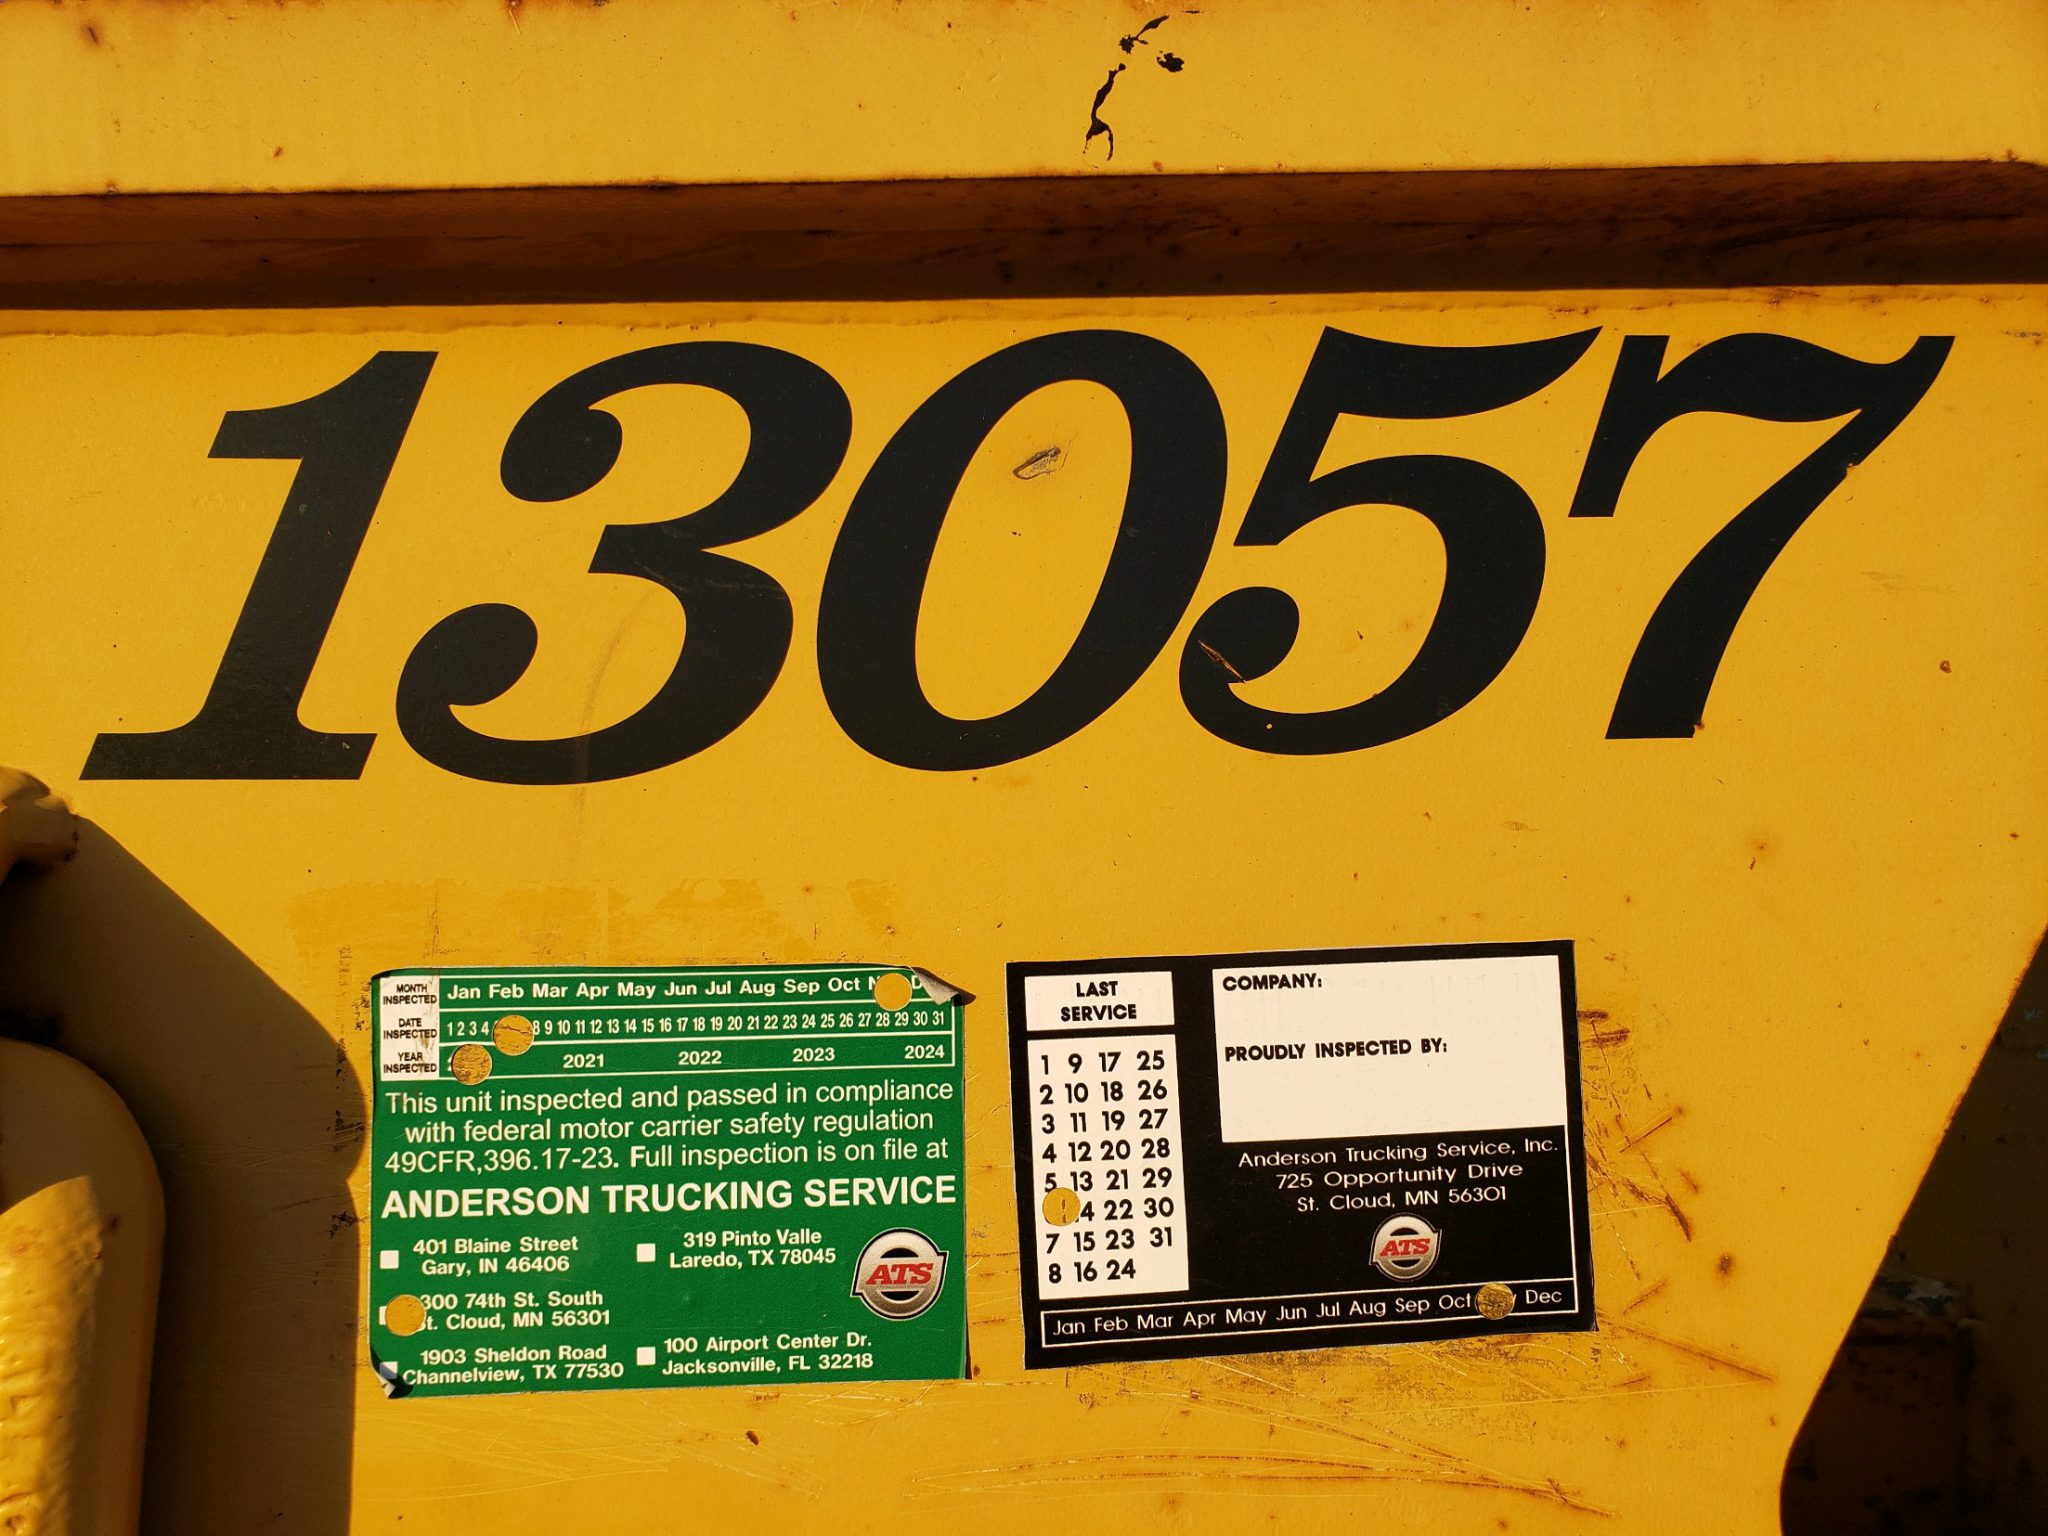 13057
MONTH INSPECTED Jan Feb Mar Apr May Jun Jul Aug Sep Oct
DATE INSPECTED 1 2 3 4 8 9 10 11 12 13 14 15 16 17 18 19 20 21 22 23 24 25 26 27 28 29 30 31
YEAR INSPECTED 2021 2022 2023 2024
This unit inspected and passed in compliance
with federal motor carrier safety regulation
49CFR,396.17-23. Full inspection is on file at
ANDERSON TRUCKING SERVICE
401 Blaine Street
Gary, IN 46406
300 74th St. South
St. Cloud, MN 56301
1903 Sheldon Road
Channelview, TX 77530
319 Pinto Valle
Laredo, TX 78045
100 Airport Center Dr.
Jacksonville, FL 32218
ATS
LAST
SERVICE
1 9 17 25
2 10 18 26
3 11 19 27
4 12 20 28
5 13 21 29
22 30
7 15 23 31
8 16 24
COMPANY:
PROUDLY INSPECTED BY:
Anderson Trucking Service, Inc.
725 Opportunity Drive
St. Cloud, MN 56301
ATS
Jan Feb Mar Apr May Jun Jul Aug Sep Oct Dec